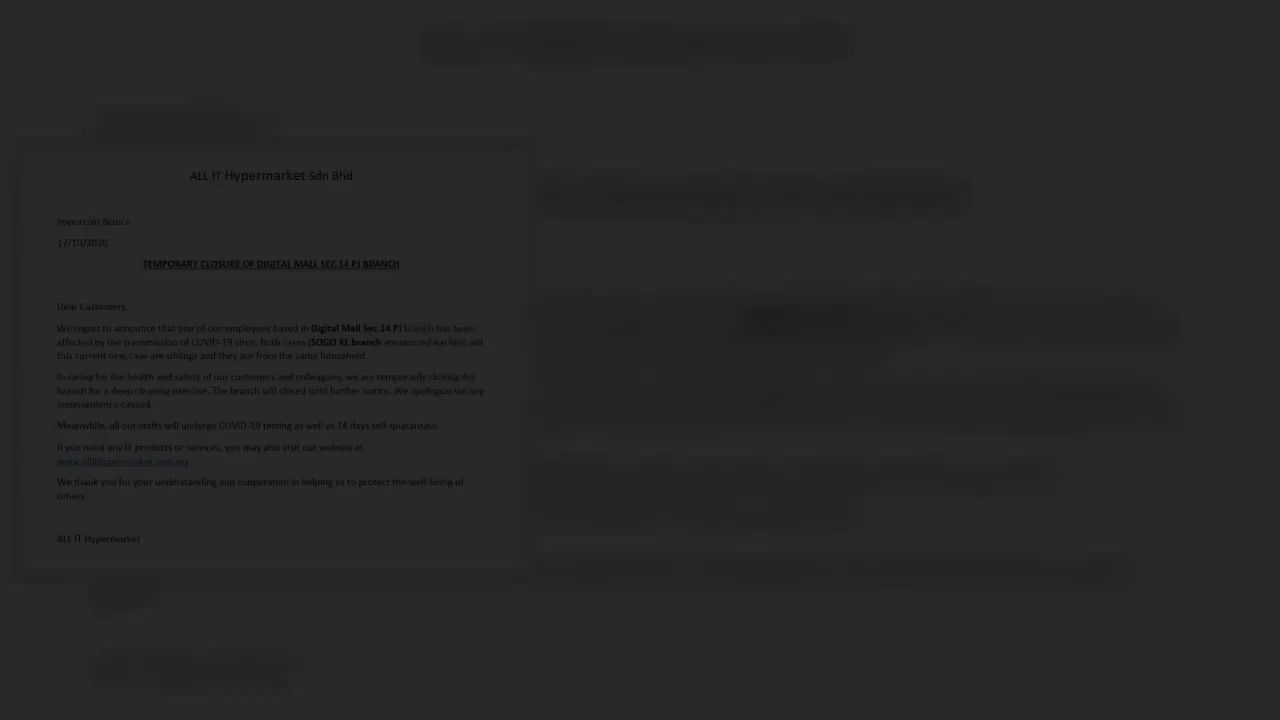 ALL IT Hypermarket Sdn Bhd
Important Notice
17/10/2020
TEMPORARY CLOSURE OF DIGITAL MALL SEC 14 PJ BRANCH
Dear Customers,
We regret to announce that one of our employees based in Digital Mall Sec 14 PJ branch has been
affected by the transmission of COVID-19 virus. Both cases (SOGO KL branch announced earlier) and
this current new case are siblings and they are from the same household.
In caring for the health and safety of our customers and colleagues, we are temporarily closing the
branch for a deep cleaning exercise. The branch will closed until further notice. We apologize for any
inconvenience caused.
Meanwhile, all our staffs will undergo COVID-19 testing as well as 14 days self-quarantine.
If you need any IT products or services, you may also visit our website at
www.allithypermarket.com.my
We thank you for your understanding and cooperation in helping us to protect the well-being of
others.
ALL IT Hypermarket